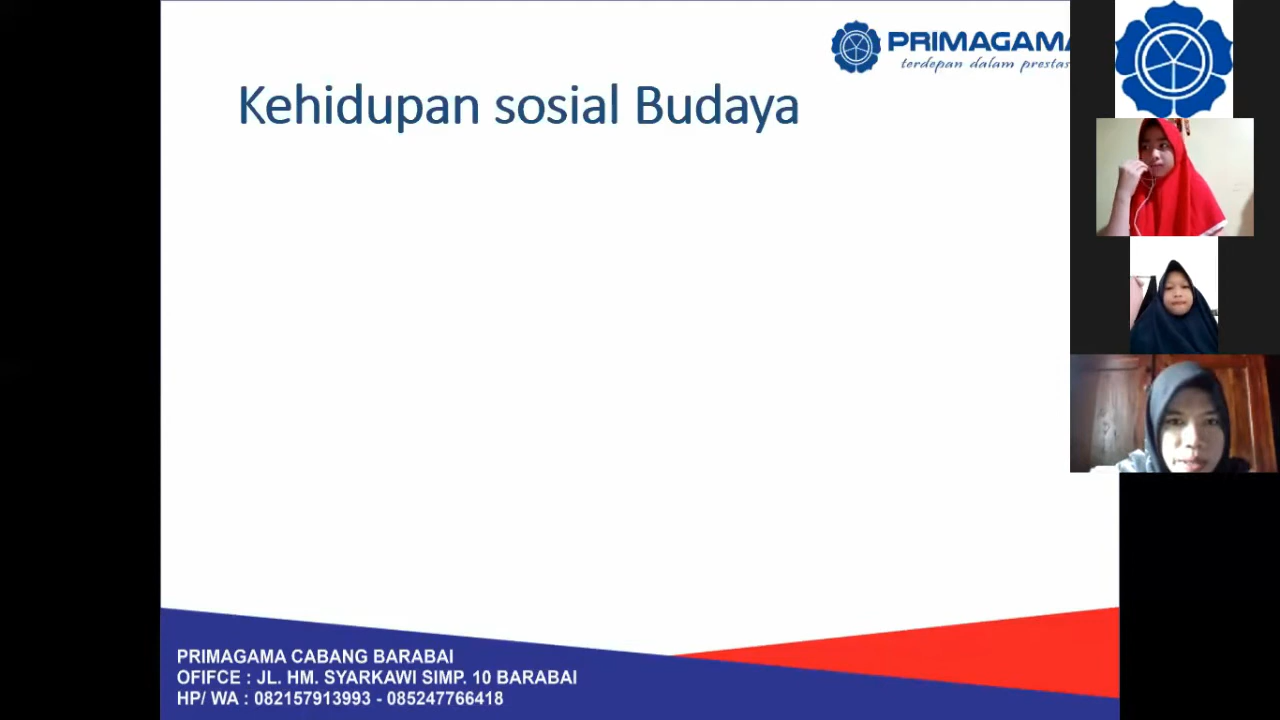 PRIMAGAMA
terdepan dalam prestas
Kehidupan sosial Budaya
PRIMAGAMA CABANG BARABAI
OFIFCE : JL. HM. SYARKAWI SIMP. 10 BARABAI
HP/ WA : 082157913993 - 085247766418